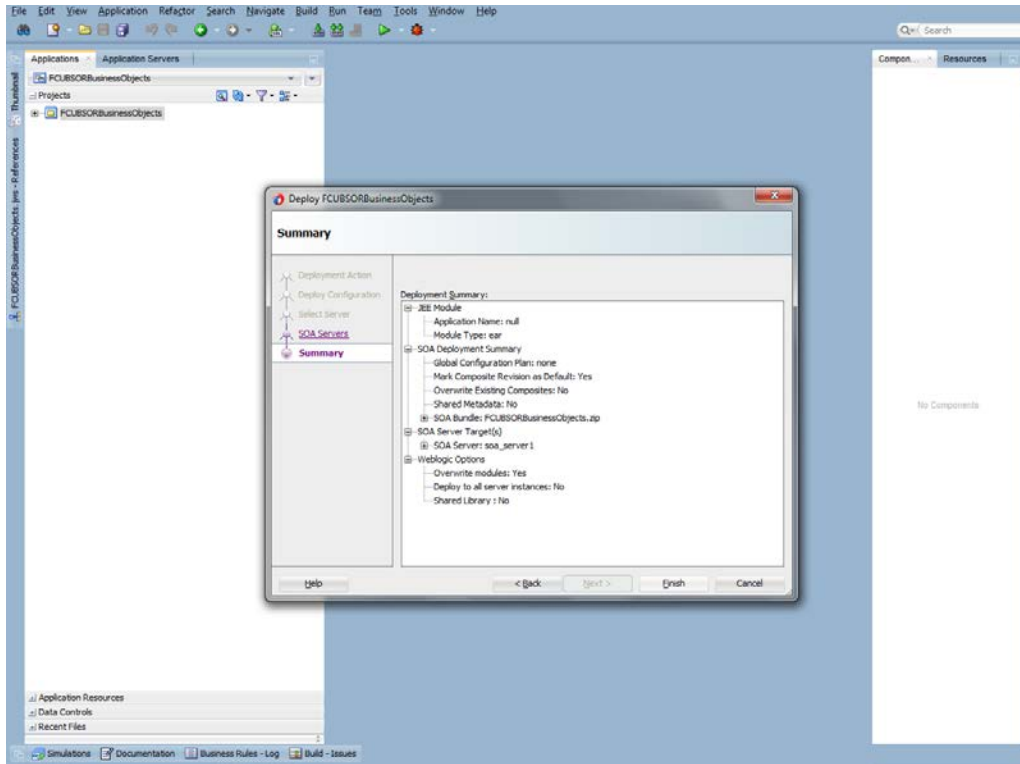 File Edit View Application Refactor Search Navigate Build Run Team Tools Window Help
Search
Applications Application Servers
Compon... Resources
FCUBSORBusinessObjects
Projects
FCUBSORBusinessObjects
Thumbnail
FCUBSORBusinessObjects.jws - References
Deploy FCUBSORBusinessObjects
Summary
Deployment Action
Deploy Configuration
Select Server
SOA Servers
Summary
Deployment Summary:
JEE Module
Application Name: null
Module Type: ear
SOA Deployment Summary
Global Configuration Plan: none
Mark Composite Revision as Default: Yes
Overwrite Existing Composites: No
Shared Metadata: No
SOA Bundle: FCUBSORBusinessObjects.zip
SOA Server Target(s)
SOA Server: soa_server1
Weblogic Options
Overwrite modules: Yes
Deploy to all server instances: No
Shared Library : No
Help < Back Next > Finish Cancel
No Components
Application Resources
Data Controls
Recent Files
Simulations Documentation Business Rules - Log Build - Issues